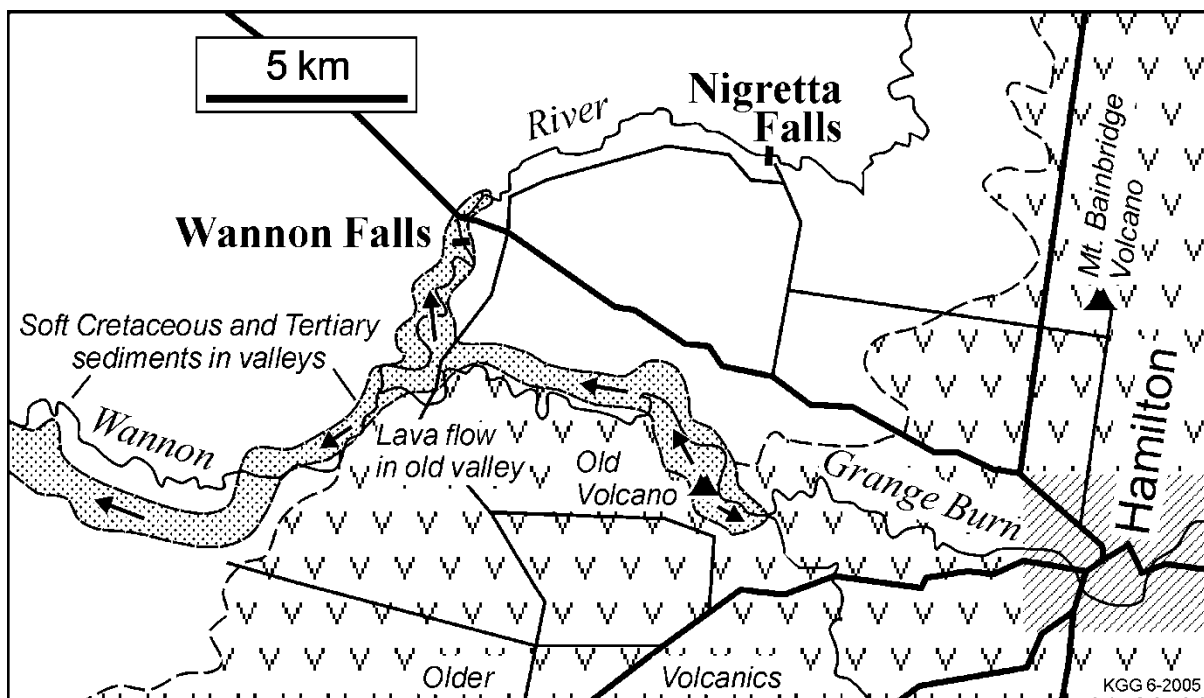 5 km
River
Nigretta
Falls
Mt. Bainbridge
Volcano
Wannon Falls
Soft Cretaceous and Tertiary
sediments in valleys
Wannon
Lava flow
in old valley
Old
Volcano
Grange Burn
Hamilton
Older Volcanics
KGG 6-2005